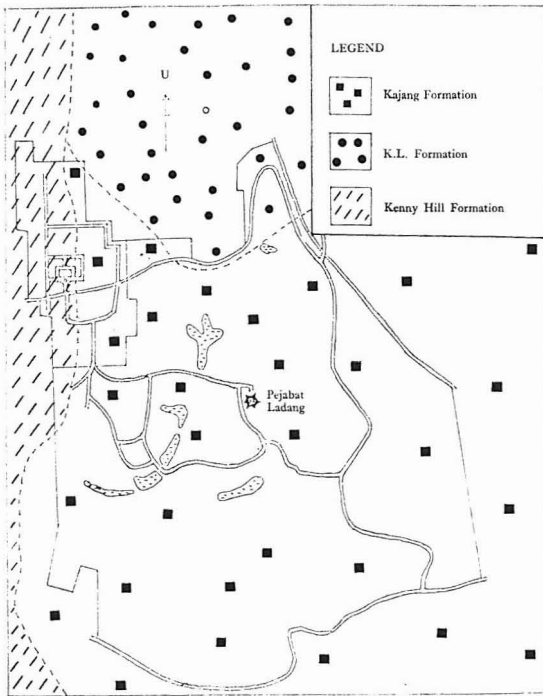 U
LEGEND
Kajang Formation
K.L. Formation
Kenny Hill Formation
Pejabat
Ladang